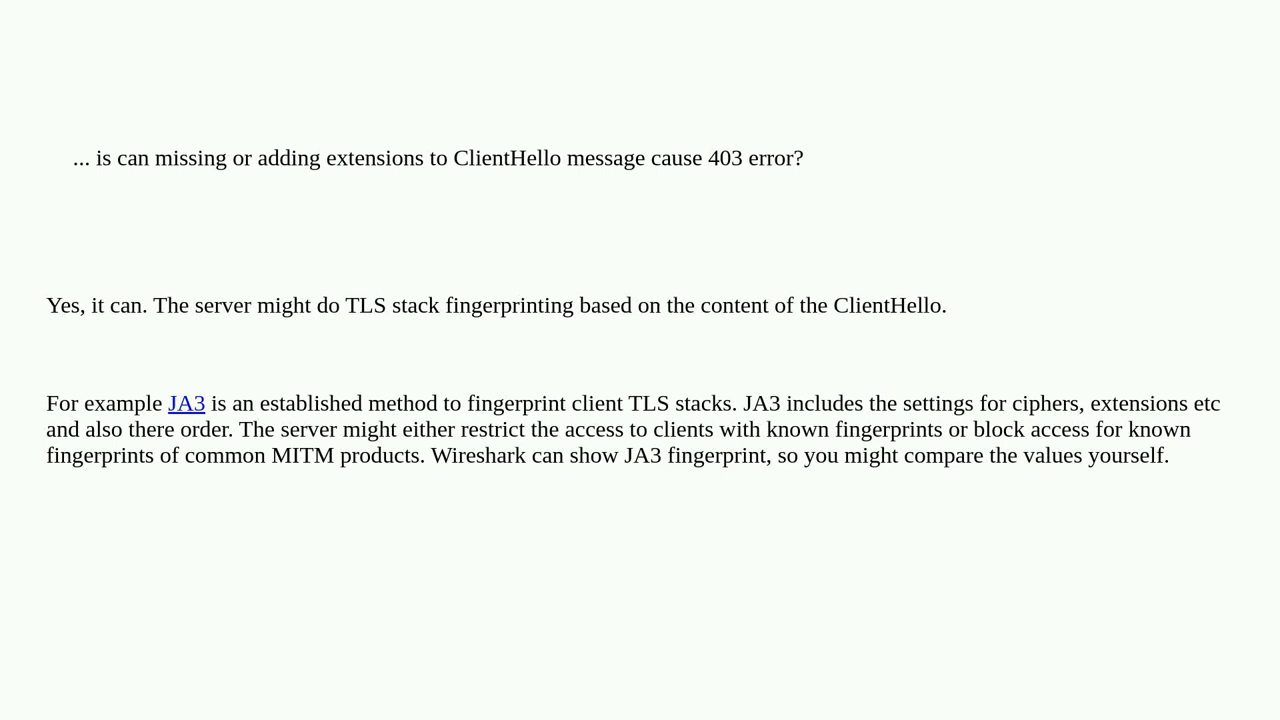 ... is can missing or adding extensions to ClientHello message cause 403 error?
Yes, it can. The server might do TLS stack fingerprinting based on the content of the ClientHello.
For example JA3 is an established method to fingerprint client TLS stacks. JA3 includes the settings for ciphers, extensions etc
and also there order. The server might either restrict the access to clients with known fingerprints or block access for known
fingerprints of common MITM products. Wireshark can show JA3 fingerprint, so you might compare the values yourself.